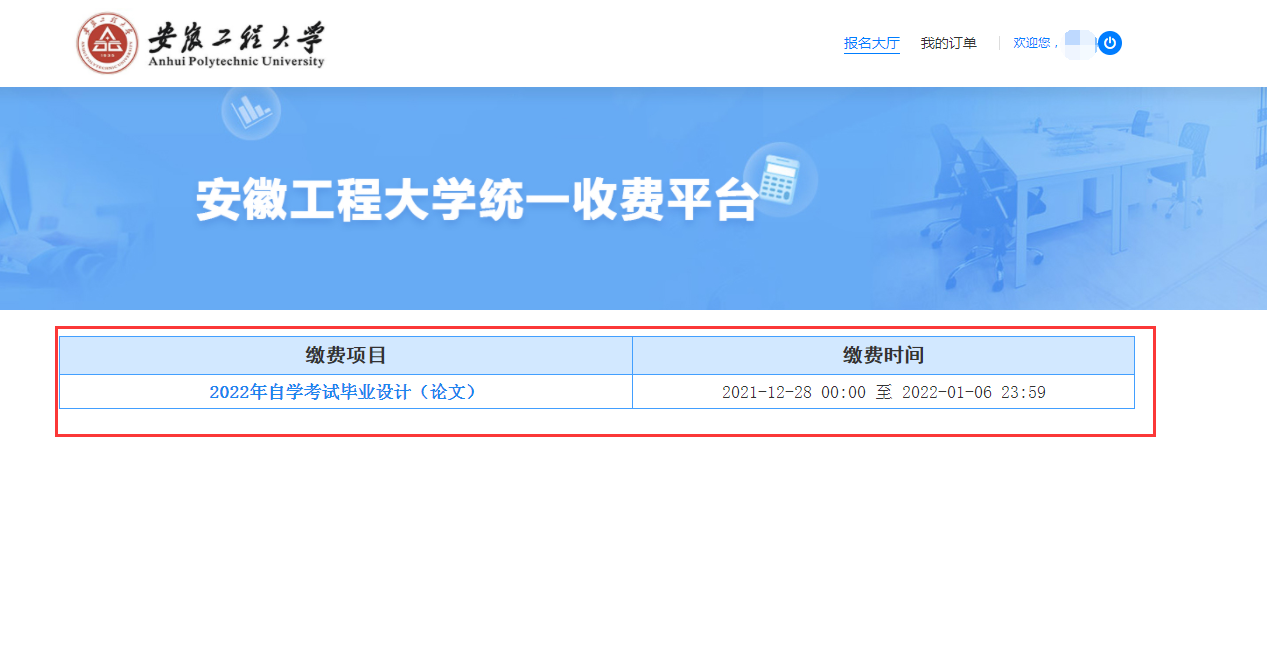 安徽工程大学
Anhui Polytechnic University
报名大厅 我的订单 欢迎您，
安徽工程大学统一收费平台
缴费项目 缴费时间
2022年自学考试毕业设计（论文） 2021-12-28 00:00 至 2022-01-06 23:59